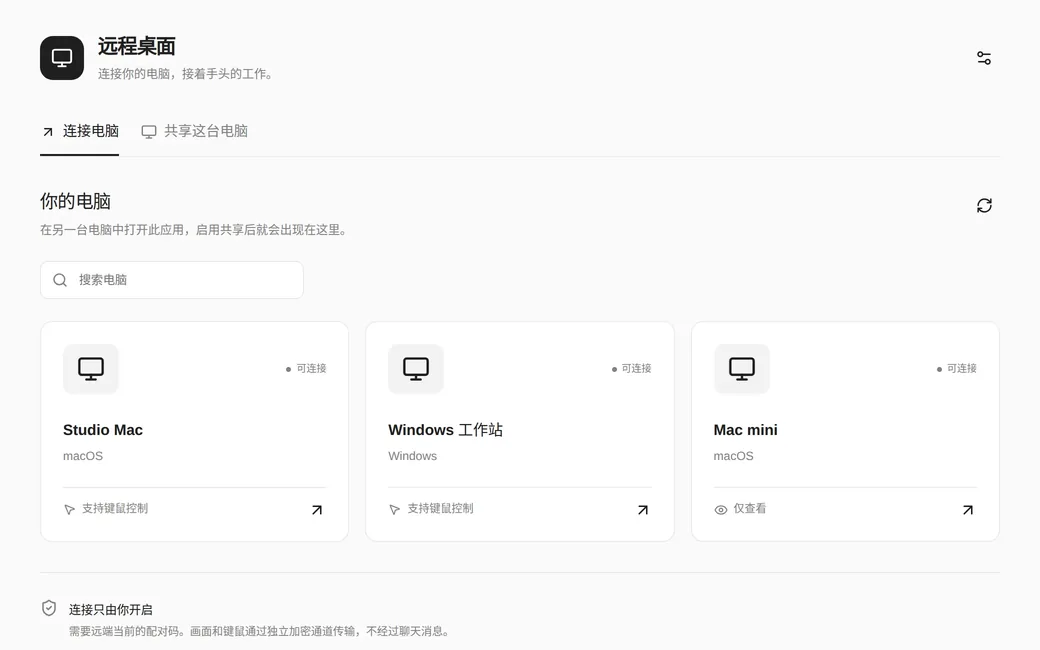 远程桌面
连接你的电脑，接着手头的工作。
连接电脑
共享这台电脑
你的电脑
在另一台电脑中打开此应用，启用共享后就会出现在这里。
搜索电脑
可连接
Studio Mac
macOS
支持键鼠控制
可连接
Windows 工作站
Windows
支持键鼠控制
可连接
Mac mini
macOS
仅查看
连接只由你开启
需要远端当前的配对码。画面和键鼠通过独立加密通道传输，不经过聊天消息。